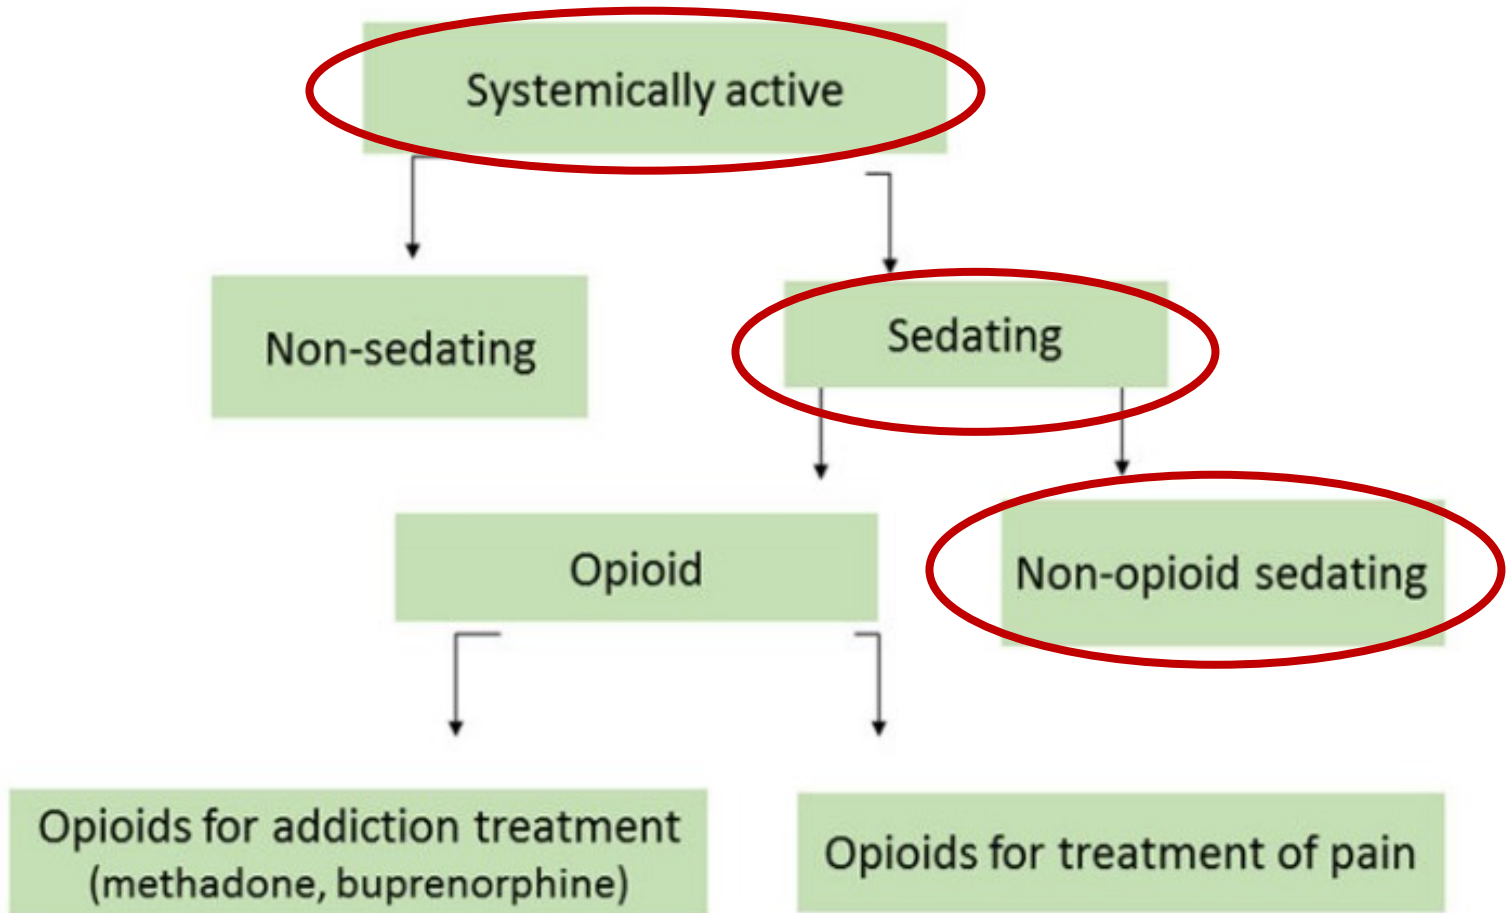 Systemically active
Non-sedating
Sedating
Opioid
Non-opioid sedating
Opioids for addiction treatment
(methadone, buprenorphine)
Opioids for treatment of pain